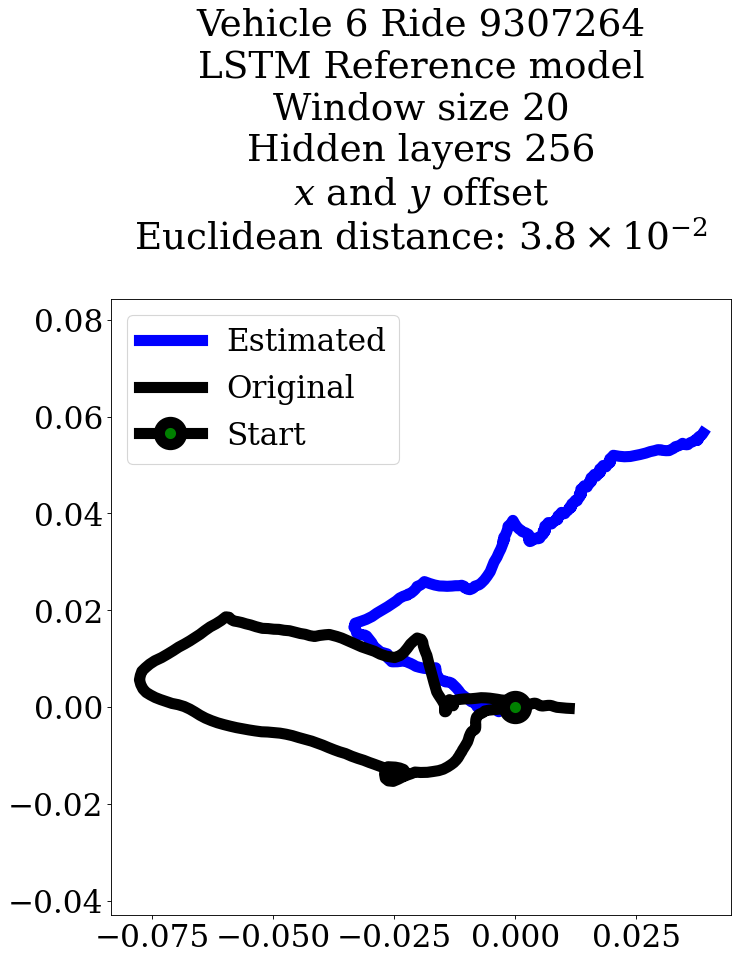 Vehicle 6 Ride 9307264
LSTM Reference model
Window size 20
Hidden layers 256
x and y offset
Euclidean distance: 3.8 × 10⁻²
Estimated
Original
Start
0.08
0.06
0.04
0.02
0.00
−0.02
−0.04
−0.075 −0.050 −0.025 0.000 0.025